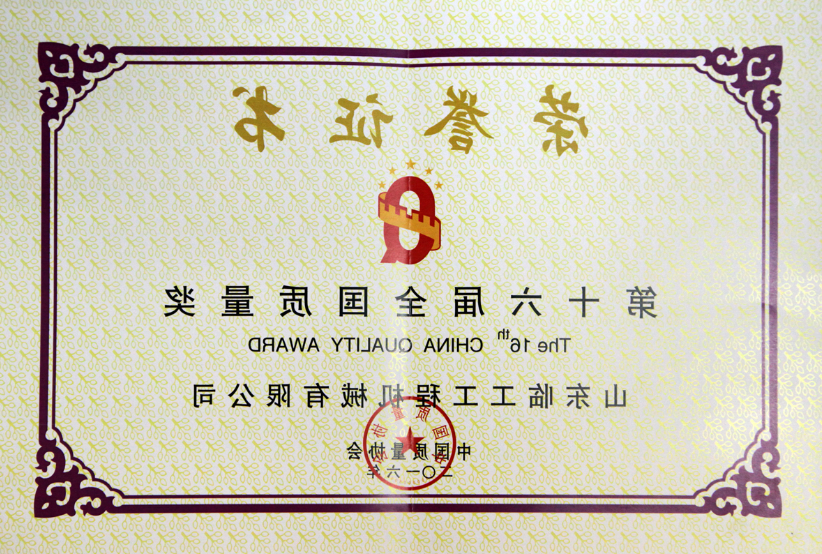 荣誉证书
第十六届全国质量奖
The 16th CHINA QUALITY AWARD
山东临工工程机械有限公司
中国质量协会
二〇一六年